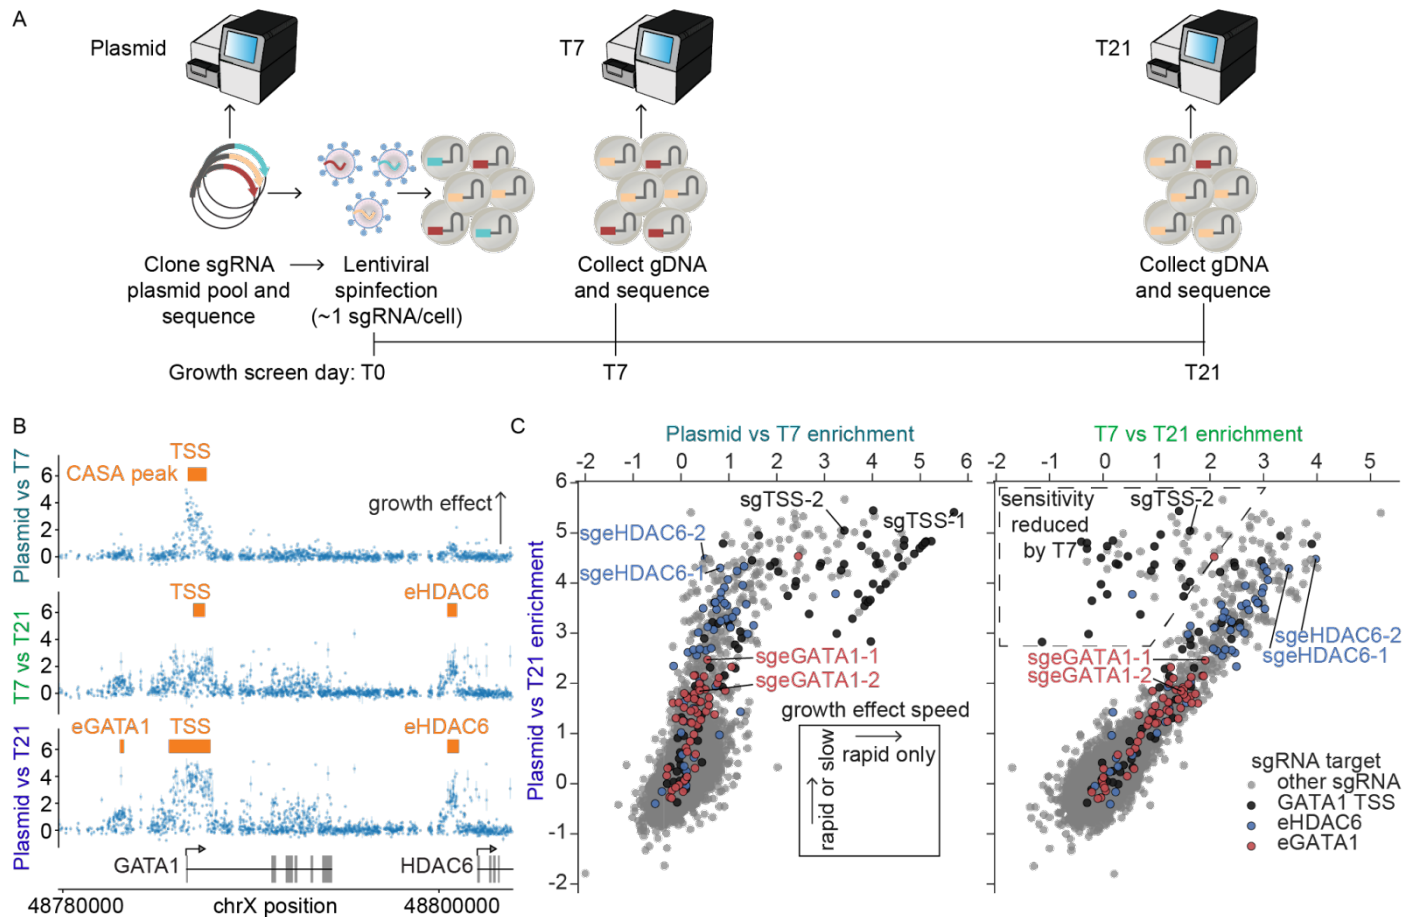 A
Plasmid
T7
T21
Clone sgRNA
plasmid pool and
sequence
Lentiviral
spinfection
(~1 sgRNA/cell)
Collect gDNA
and sequence
Collect gDNA
and sequence
Growth screen day: T0
T7
T21
B
Plasmid vs T7
TSS
CASA peak
growth effect
6
4
2
0
T7 vs T21
TSS
eHDAC6
6
4
2
0
Plasmid vs T21
eGATA1
TSS
eHDAC6
6
4
2
0
GATA1
HDAC6
48780000
chrX position
48800000
C
Plasmid vs T7 enrichment
-2 -1 0 1 2 3 4 5 6
Plasmid vs T21 enrichment
6
5
4
3
2
1
0
-1
-2
sgTSS-2
sgTSS-1
sgeHDAC6-2
sgeHDAC6-1
sgeGATA1-1
sgeGATA1-2
growth effect speed
rapid only
rapid or slow
T7 vs T21 enrichment
-2 -1 0 1 2 3 4 5
sensitivity
reduced
by T7
sgTSS-2
sgeHDAC6-2
sgeHDAC6-1
sgeGATA1-1
sgeGATA1-2
sgRNA target
other sgRNA
GATA1 TSS
eHDAC6
eGATA1